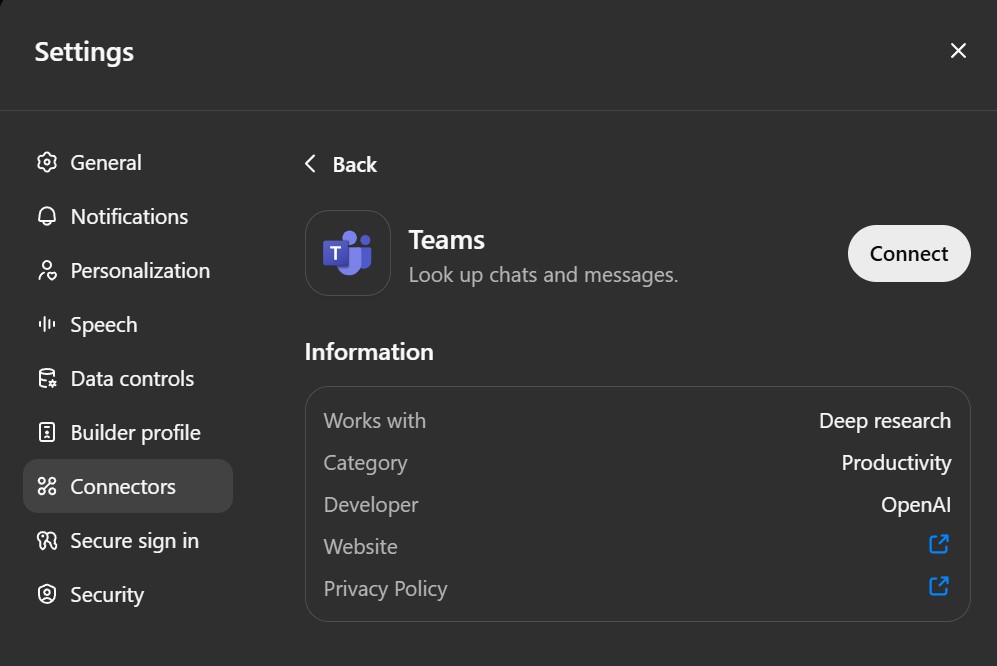 Settings
General
Notifications
Personalization
Speech
Data controls
Builder profile
Connectors
Secure sign in
Security
Back
T
Teams
Look up chats and messages.
Connect
Information
Works with Deep research
Category Productivity
Developer OpenAI
Website
Privacy Policy